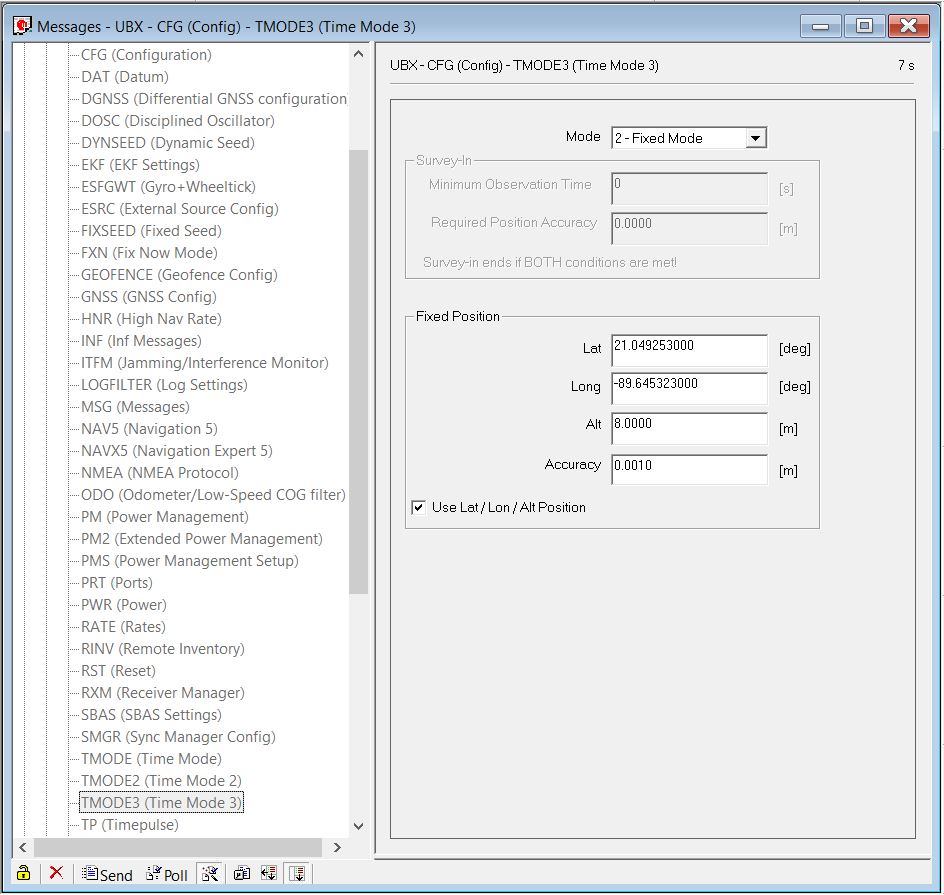 Messages - UBX - CFG (Config) - TMODE3 (Time Mode 3)
CFG (Configuration)
DAT (Datum)
DGNSS (Differential GNSS configuration
DOSC (Disciplined Oscillator)
DYNSEED (Dynamic Seed)
EKF (EKF Settings)
ESFGWT (Gyro+Wheeltick)
ESRC (External Source Config)
FIXSEED (Fixed Seed)
FXN (Fix Now Mode)
GEOFENCE (Geofence Config)
GNSS (GNSS Config)
HNR (High Nav Rate)
INF (Inf Messages)
ITFM (Jamming/Interference Monitor)
LOGFILTER (Log Settings)
MSG (Messages)
NAV5 (Navigation 5)
NAVX5 (Navigation Expert 5)
NMEA (NMEA Protocol)
ODO (Odometer/Low-Speed COG filter)
PM (Power Management)
PM2 (Extended Power Management)
PMS (Power Management Setup)
PRT (Ports)
PWR (Power)
RATE (Rates)
RINV (Remote Inventory)
RST (Reset)
RXM (Receiver Manager)
SBAS (SBAS Settings)
SMGR (Sync Manager Config)
TMODE (Time Mode)
TMODE2 (Time Mode 2)
TMODE3 (Time Mode 3)
TP (Timepulse)
Send Poll
UBX - CFG (Config) - TMODE3 (Time Mode 3) 7 s
Mode 2 - Fixed Mode
Survey-In
Minimum Observation Time 0 [s]
Required Position Accuracy 0.0000 [m]
Survey-in ends if BOTH conditions are met!
Fixed Position
Lat 21.049253000 [deg]
Long -89.645323000 [deg]
Alt 8.0000 [m]
Accuracy 0.0010 [m]
Use Lat / Lon / Alt Position